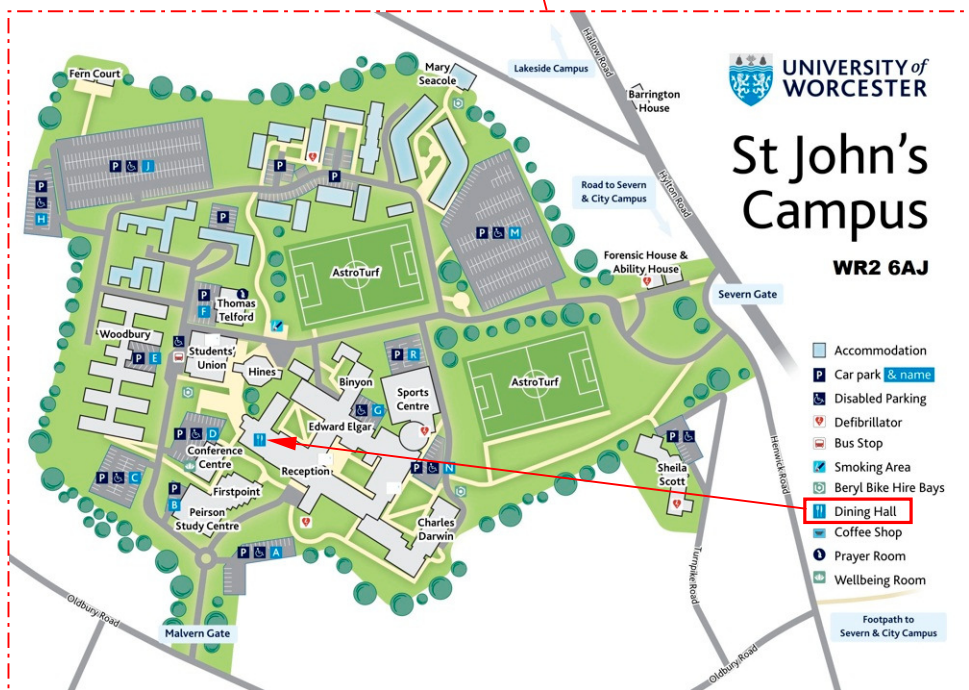 UNIVERSITY of
WORCESTER
St John's
Campus
WR2 6AJ
Fern Court
Mary
Seacole
Lakeside Campus
Hallow Road
Barrington
House
Road to Severn
& City Campus
Hylton Road
P J
P
H
P
P
P
P M
AstroTurf
Forensic House &
Ability House
Severn Gate
P
F
Thomas
Telford
Woodbury
P E
Students'
Union
Hines
Binyon
P R
Sports
Centre
AstroTurf
P G
Edward Elgar
P D
Conference
Centre
Reception
P N
P C
P
B
Firstpoint
Peirson
Study Centre
Charles
Darwin
P A
P
Sheila
Scott
Henwick Road
Turnpike Road
Oldbury Road
Malvern Gate
Oldbury Road
Accommodation
P Car park & name
Disabled Parking
Defibrillator
Bus Stop
Smoking Area
Beryl Bike Hire Bays
Dining Hall
Coffee Shop
Prayer Room
Wellbeing Room
Footpath to
Severn & City Campus